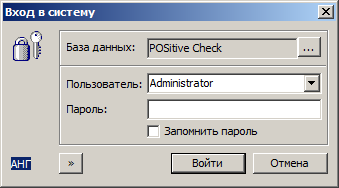 Вход в систему
База данных: POSitive Check ...
Пользователь: Administrator
Пароль:
Запомнить пароль
АНГ » Войти Отмена